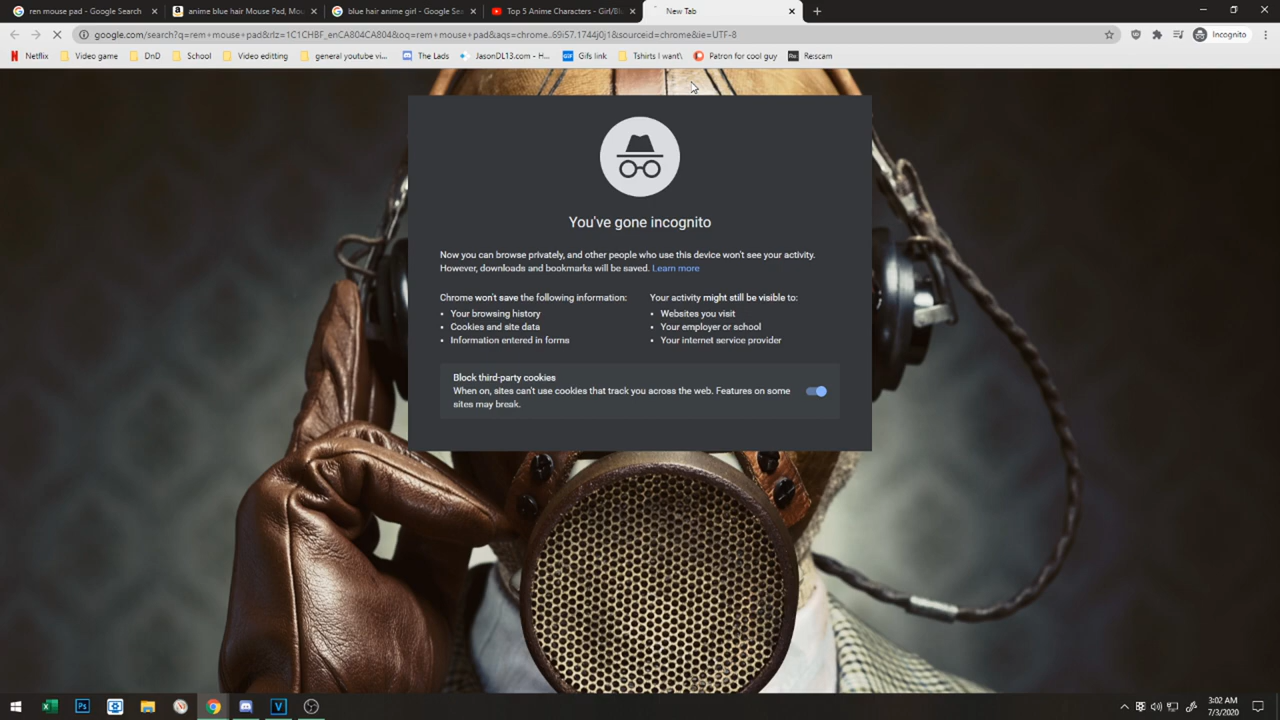 ren mouse pad - Google Search
anime blue hair Mouse Pad, Mo
blue hair anime girl - Google Sea
Top 5 Anime Characters - Girl/Bl
New Tab
google.com/search?q=rem+mouse+pad&rlz=1C1CHBF_enCA804CA804&oq=rem+mouse+pad&aqs=chrome..69i57.1744j0j1&sourceid=chrome&ie=UTF-8
Incognito
Netflix
Video game
DnD
School
Video editting
general youtube vi...
The Lads
JasonDL13.com - H...
Gifs link
Tshirts I want\
Patron for cool guy
Re:scam
You've gone incognito
Now you can browse privately, and other people who use this device won't see your activity.
However, downloads and bookmarks will be saved. Learn more
Chrome won't save the following information:
• Your browsing history
• Cookies and site data
• Information entered in forms
Your activity might still be visible to:
• Websites you visit
• Your employer or school
• Your internet service provider
Block third-party cookies
When on, sites can't use cookies that track you across the web. Features on some
sites may break.
Ps
V
3:02 AM
7/3/2020